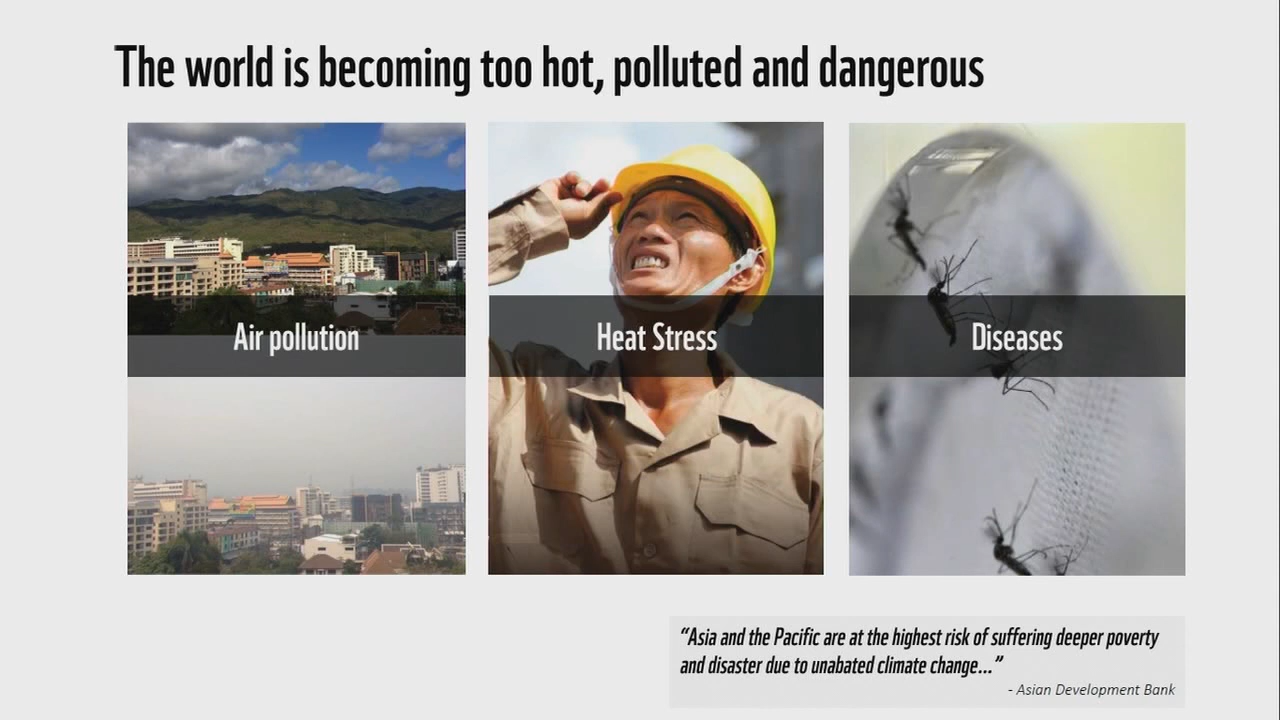 The world is becoming too hot, polluted and dangerous
Air pollution
Heat Stress
Diseases
“Asia and the Pacific are at the highest risk of suffering deeper poverty
and disaster due to unabated climate change...”
- Asian Development Bank